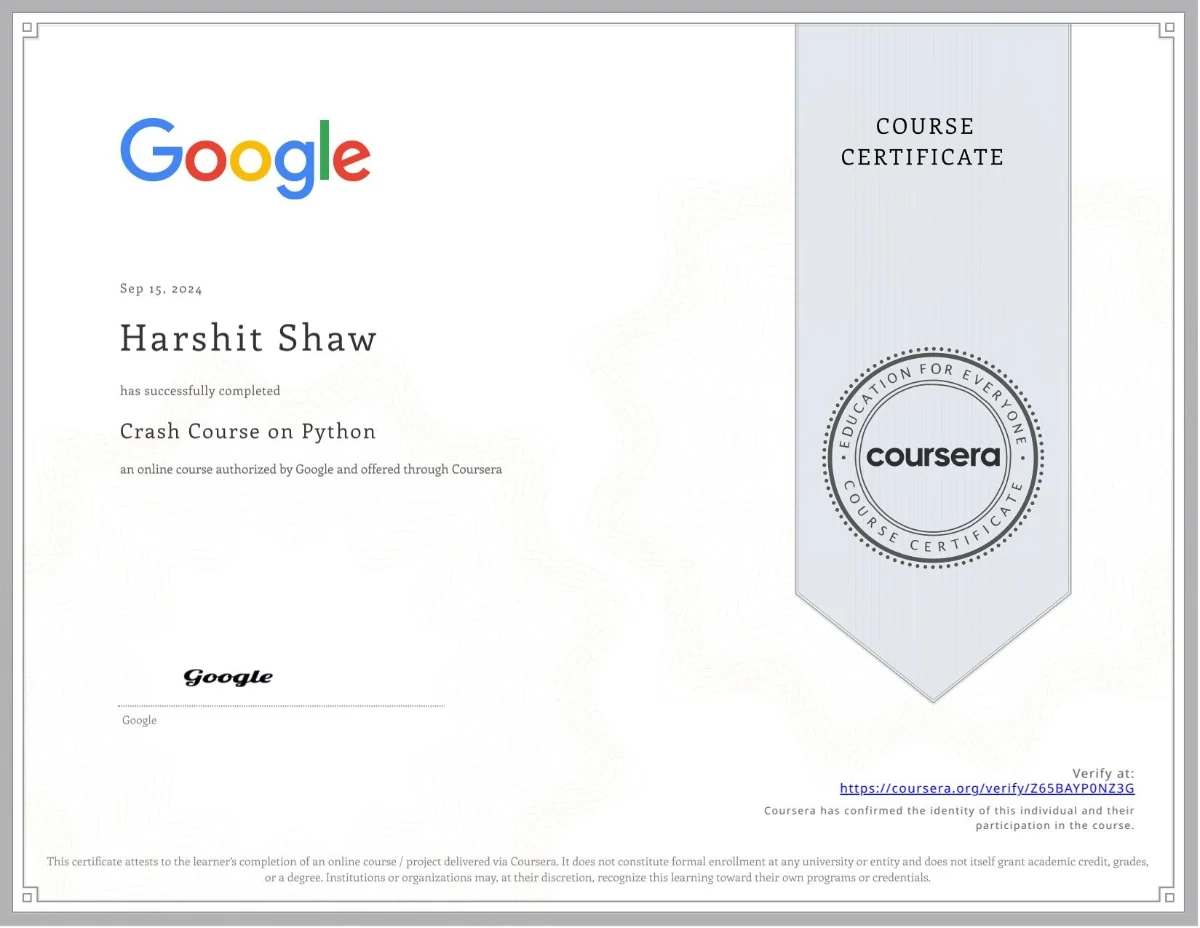 Google
COURSE
CERTIFICATE
Sep 15, 2024
Harshit Shaw
has successfully completed
Crash Course on Python
an online course authorized by Google and offered through Coursera
EDUCATION FOR EVERYONE
coursera
COURSE CERTIFICATE
Google
Google
Verify at:
https://coursera.org/verify/Z65BAYP0NZ3G
Coursera has confirmed the identity of this individual and their
participation in the course.
This certificate attests to the learner's completion of an online course / project delivered via Coursera. It does not constitute formal enrollment at any university or entity and does not itself grant academic credit, grades,
or a degree. Institutions or organizations may, at their discretion, recognize this learning toward their own programs or credentials.